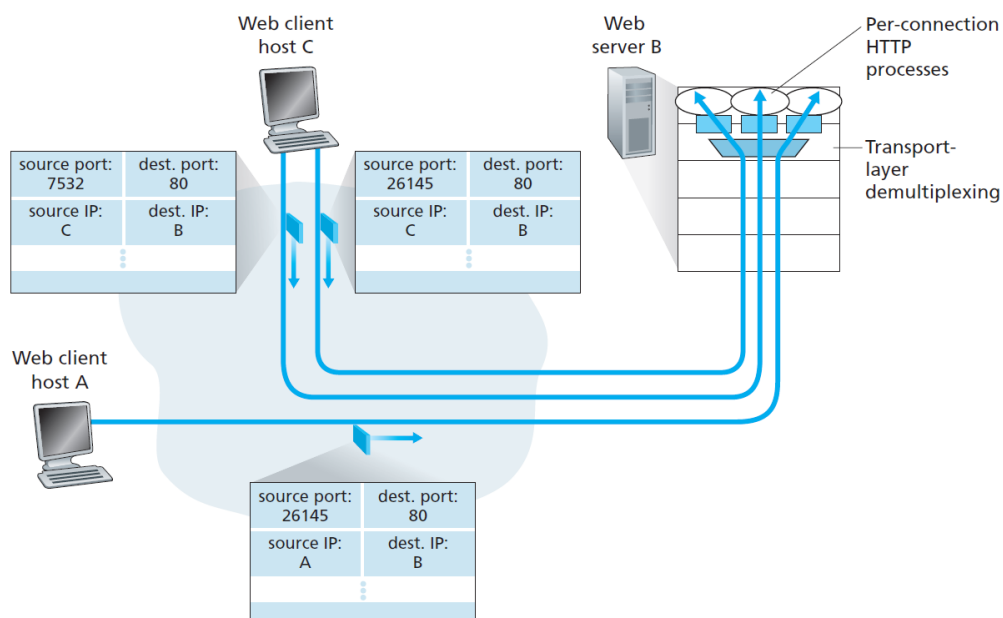 Web client
host C
Web
server B
Per-connection
HTTP
processes
Transport-
layer
demultiplexing
source port:
7532
dest. port:
80
source IP:
C
dest. IP:
B
source port:
26145
dest. port:
80
source IP:
C
dest. IP:
B
Web client
host A
source port:
26145
dest. port:
80
source IP:
A
dest. IP:
B